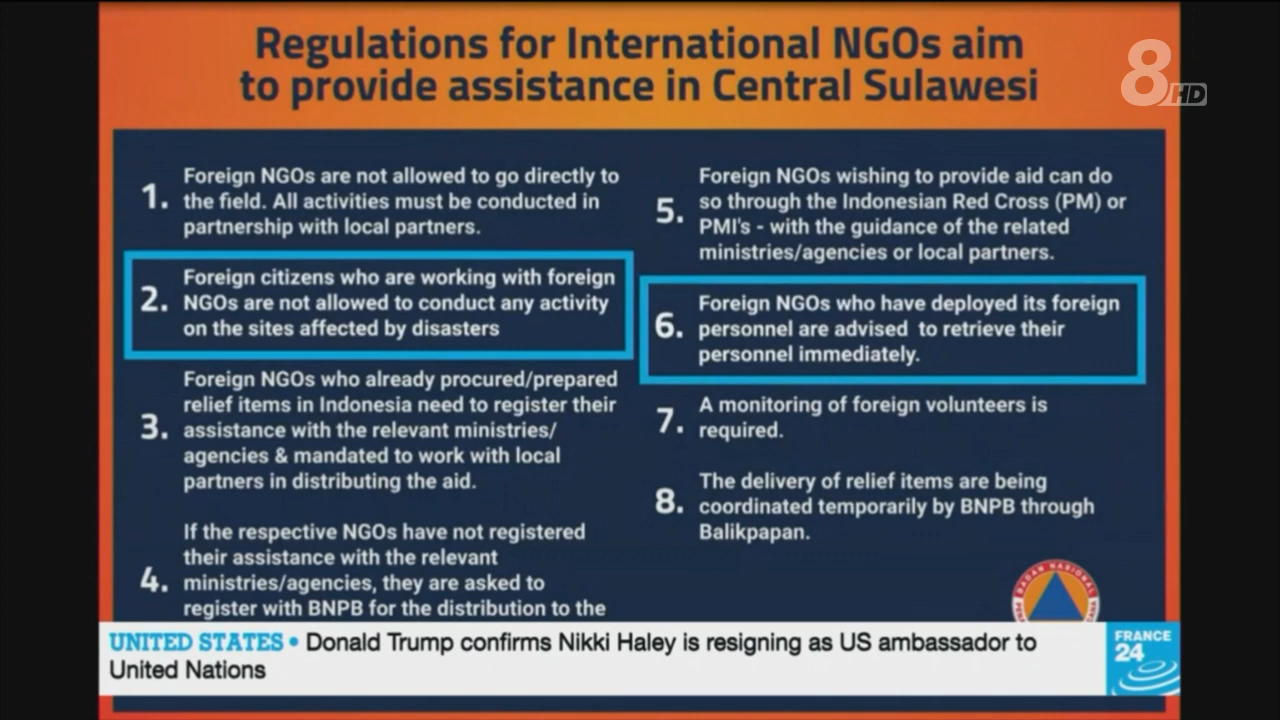 Regulations for International NGOs aim
to provide assistance in Central Sulawesi
8
HD
1.
Foreign NGOs are not allowed to go directly to
the field. All activities must be conducted in
partnership with local partners.
2.
Foreign citizens who are working with foreign
NGOs are not allowed to conduct any activity
on the sites affected by disasters
3.
Foreign NGOs who already procured/prepared
relief items in Indonesia need to register their
assistance with the relevant ministries/
agencies & mandated to work with local
partners in distributing the aid.
4.
If the respective NGOs have not registered
their assistance with the relevant
ministries/agencies, they are asked to
register with BNPB for the distribution to the
5.
Foreign NGOs wishing to provide aid can do
so through the Indonesian Red Cross (PM) or
PMI's - with the guidance of the related
ministries/agencies or local partners.
6.
Foreign NGOs who have deployed its foreign
personnel are advised to retrieve their
personnel immediately.
7.
A monitoring of foreign volunteers is
required.
8.
The delivery of relief items are being
coordinated temporarily by BNPB through
Balikpapan.
BADAN NASIONAL
UNITED STATES • Donald Trump confirms Nikki Haley is resigning as US ambassador to
United Nations
FRANCE
24